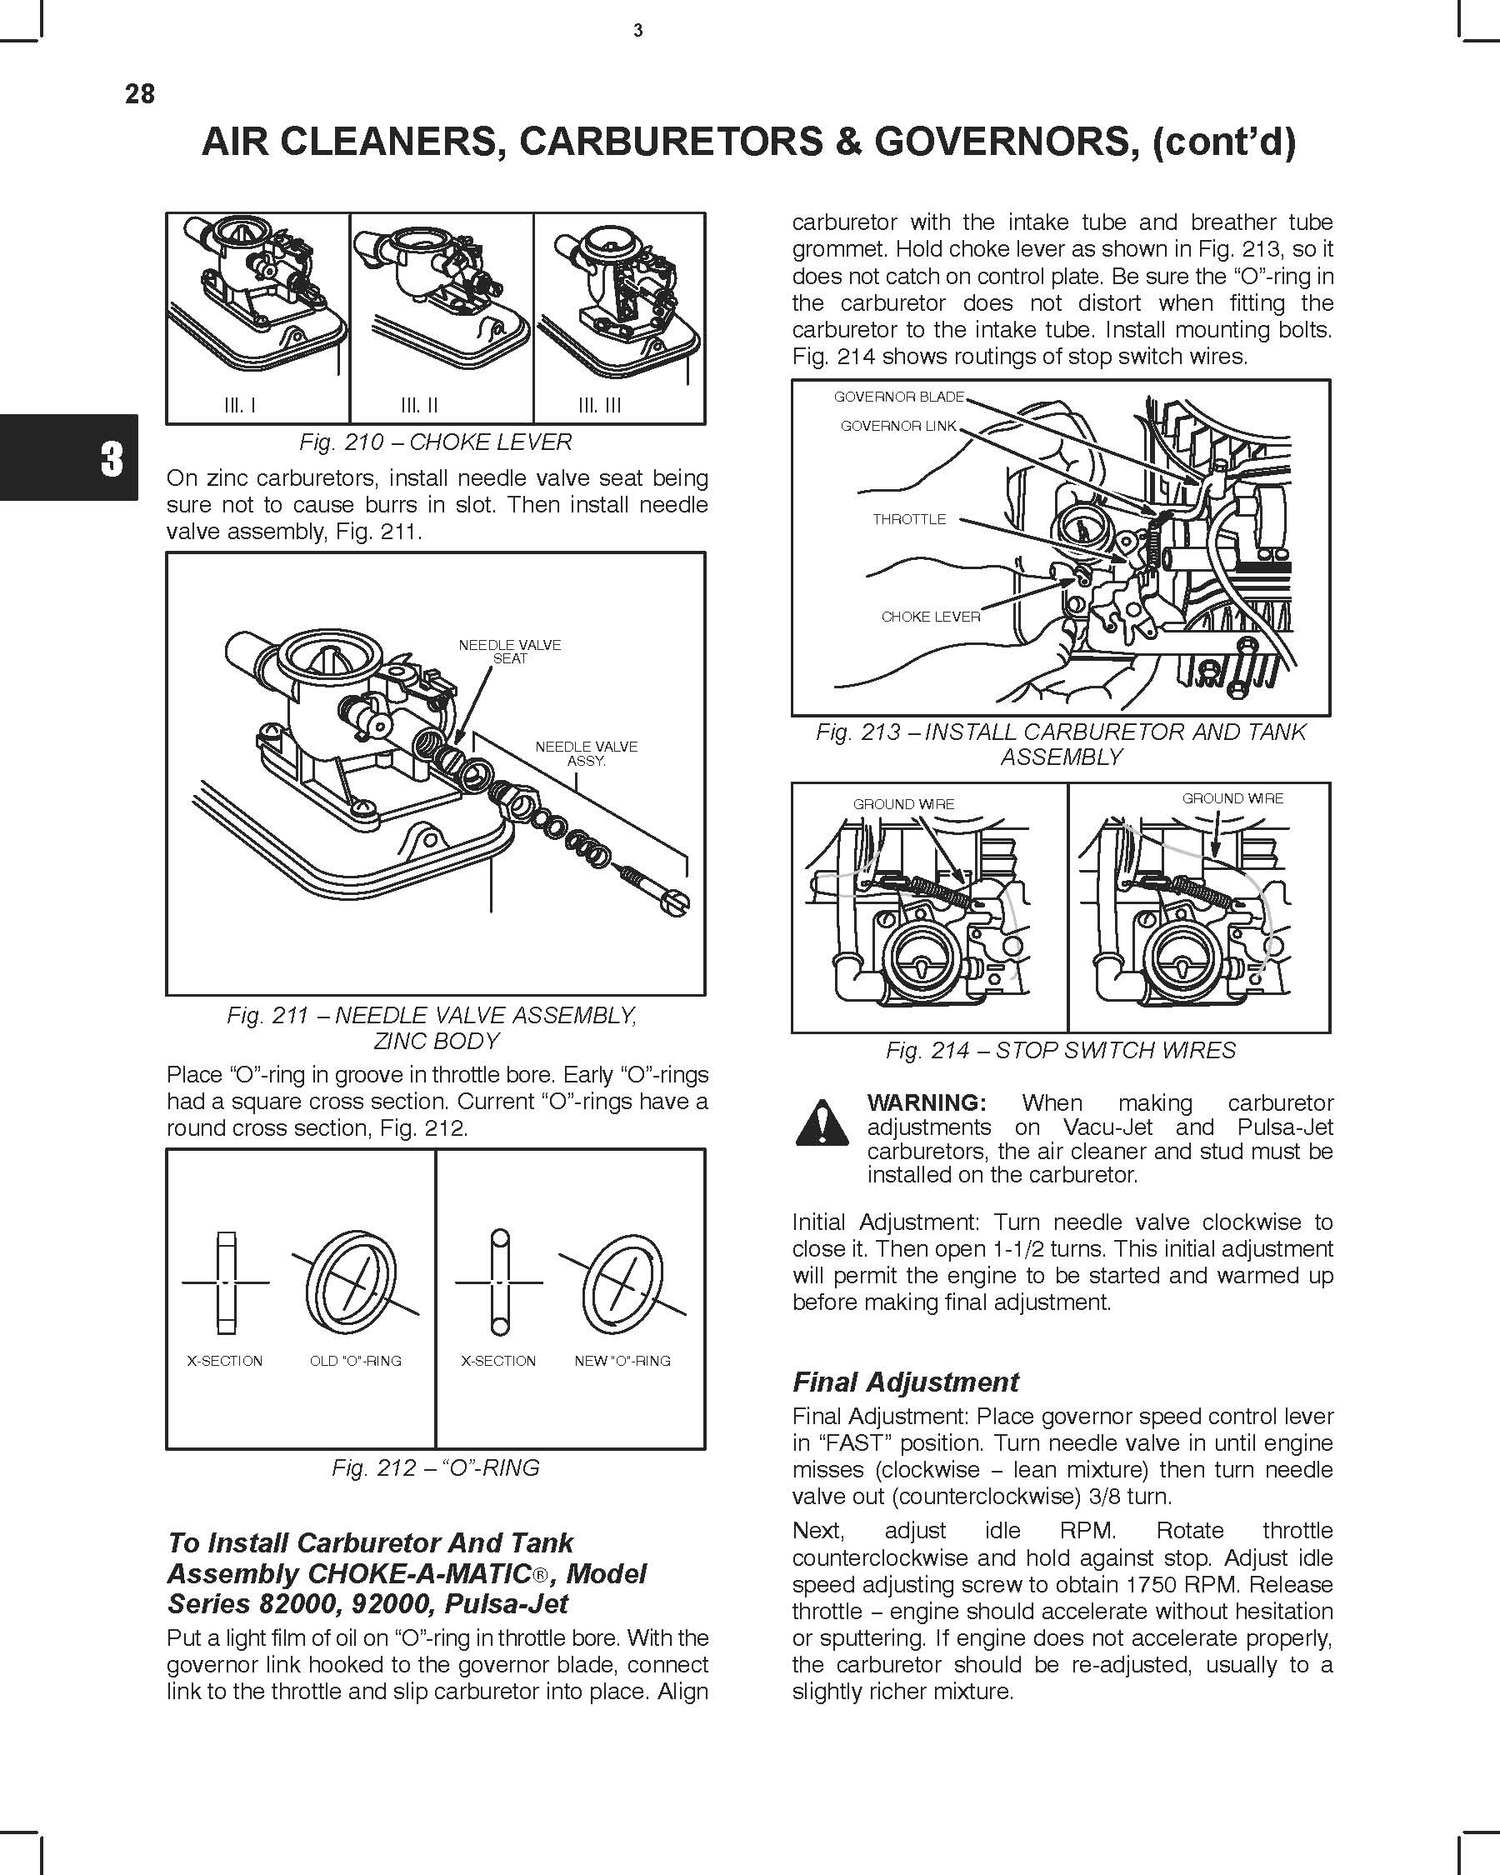 3
28
AIR CLEANERS, CARBURETORS & GOVERNORS, (cont’d)
Ill. I
Ill. II
Ill. III
Fig. 210 – CHOKE LEVER
3
On zinc carburetors, install needle valve seat being
sure not to cause burrs in slot. Then install needle
valve assembly, Fig. 211.
NEEDLE VALVE
SEAT
NEEDLE VALVE
ASSY.
Fig. 211 – NEEDLE VALVE ASSEMBLY,
ZINC BODY
Place “O”-ring in groove in throttle bore. Early “O”-rings
had a square cross section. Current “O”-rings have a
round cross section, Fig. 212.
X-SECTION
OLD "O"-RING
X-SECTION
NEW "O"-RING
Fig. 212 – “O”-RING
To Install Carburetor And Tank
Assembly CHOKE-A-MATIC®, Model
Series 82000, 92000, Pulsa-Jet
Put a light film of oil on “O”-ring in throttle bore. With the
governor link hooked to the governor blade, connect
link to the throttle and slip carburetor into place. Align
carburetor with the intake tube and breather tube
grommet. Hold choke lever as shown in Fig. 213, so it
does not catch on control plate. Be sure the “O”-ring in
the carburetor does not distort when fitting the
carburetor to the intake tube. Install mounting bolts.
Fig. 214 shows routings of stop switch wires.
GOVERNOR BLADE
GOVERNOR LINK
THROTTLE
CHOKE LEVER
Fig. 213 – INSTALL CARBURETOR AND TANK
ASSEMBLY
GROUND WIRE
GROUND WIRE
Fig. 214 – STOP SWITCH WIRES
WARNING: When making carburetor
adjustments on Vacu-Jet and Pulsa-Jet
carburetors, the air cleaner and stud must be
installed on the carburetor.
Initial Adjustment: Turn needle valve clockwise to
close it. Then open 1-1/2 turns. This initial adjustment
will permit the engine to be started and warmed up
before making final adjustment.
Final Adjustment
Final Adjustment: Place governor speed control lever
in “FAST” position. Turn needle valve in until engine
misses (clockwise – lean mixture) then turn needle
valve out (counterclockwise) 3/8 turn.
Next, adjust idle RPM. Rotate throttle
counterclockwise and hold against stop. Adjust idle
speed adjusting screw to obtain 1750 RPM. Release
throttle – engine should accelerate without hesitation
or sputtering. If engine does not accelerate properly,
the carburetor should be re-adjusted, usually to a
slightly richer mixture.